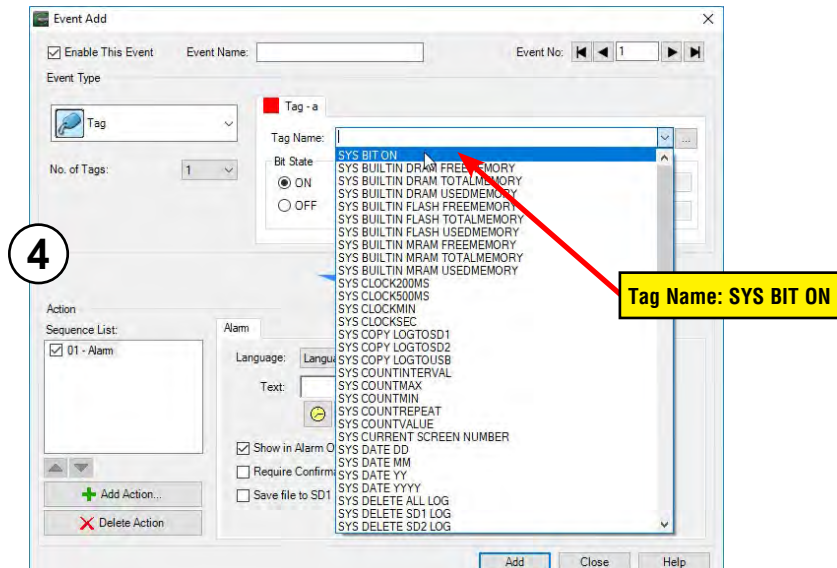 Event Add
Enable This Event
Event Name:
Event No:
1
Event Type
Tag
No. of Tags:
1
Tag - a
Tag Name:
...
Bit State
ON
OFF
SYS BIT ON
SYS BUILTIN DRAM FREEMEMORY
SYS BUILTIN DRAM TOTALMEMORY
SYS BUILTIN DRAM USEDMEMORY
SYS BUILTIN FLASH FREEMEMORY
SYS BUILTIN FLASH TOTALMEMORY
SYS BUILTIN FLASH USEDMEMORY
SYS BUILTIN MRAM FREEMEMORY
SYS BUILTIN MRAM TOTALMEMORY
SYS BUILTIN MRAM USEDMEMORY
SYS CLOCK200MS
SYS CLOCK500MS
SYS CLOCKMIN
SYS CLOCKSEC
SYS COPY LOGTOSD1
SYS COPY LOGTOSD2
SYS COPY LOGTOUSB
SYS COUNTINTERVAL
SYS COUNTMAX
SYS COUNTMIN
SYS COUNTREPEAT
SYS COUNTVALUE
SYS CURRENT SCREEN NUMBER
SYS DATE DD
SYS DATE MM
SYS DATE YY
SYS DATE YYYY
SYS DELETE ALL LOG
SYS DELETE SD1 LOG
SYS DELETE SD2 LOG
4
Tag Name: SYS BIT ON
Action
Sequence List:
01 - Alarm
Add Action...
Delete Action
Alarm
Language:
Langua
Text:
Show in Alarm O
Require Confirma
Save file to SD1
Add
Close
Help